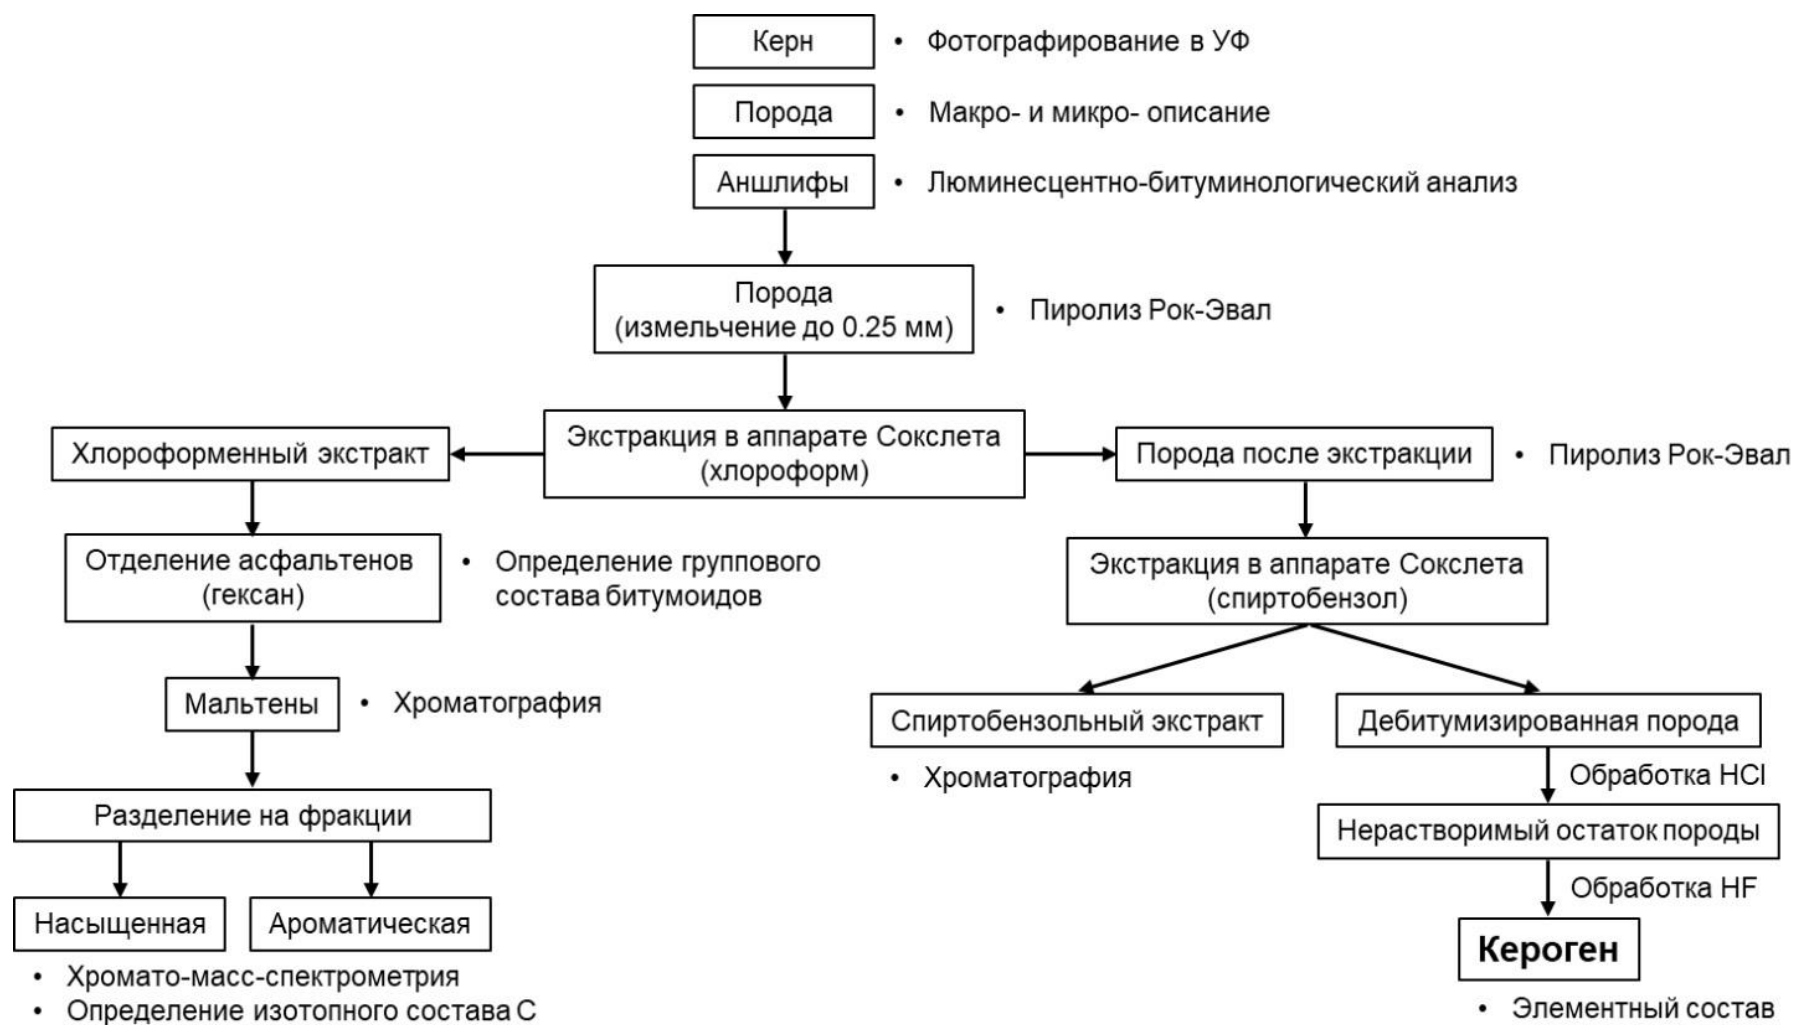 Керн
• Фотографирование в УФ
Порода
• Макро- и микро- описание
Аншлифы
• Люминесцентно-битуминологический анализ
Порода
(измельчение до 0.25 мм)
• Пиролиз Рок-Эвал
Экстракция в аппарате Сокслета
(хлороформ)
Хлороформенный экстракт
Порода после экстракции
• Пиролиз Рок-Эвал
Отделение асфальтенов
(гексан)
• Определение группового
состава битумоидов
Экстракция в аппарате Сокслета
(спиртобензол)
Мальтены
• Хроматография
Спиртобензольный экстракт
• Хроматография
Дебитумизированная порода
Обработка HCl
Разделение на фракции
Нерастворимый остаток породы
Обработка HF
Насыщенная
Ароматическая
• Хромато-масс-спектрометрия
• Определение изотопного состава С
Кероген
• Элементный состав